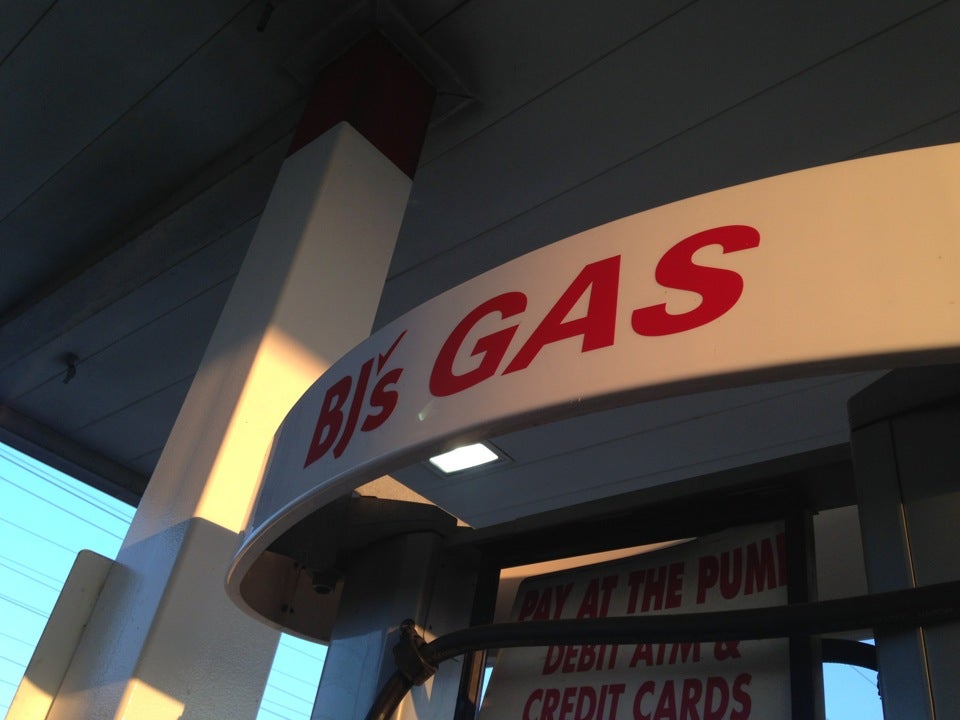 BJ's GAS
PAY AT THE PUMP
DEBIT ATM &
CREDIT CARDS